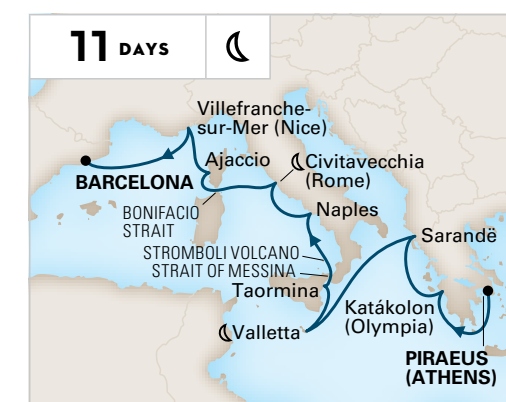 11 DAYS
Villefranche-
sur-Mer (Nice)
Ajaccio
Civitavecchia
(Rome)
BARCELONA
BONIFACIO
STRAIT
Naples
Sarandë
STROMBOLI VOLCANO
STRAIT OF MESSINA
Taormina
Katákolon
(Olympia)
Valletta
PIRAEUS
(ATHENS)